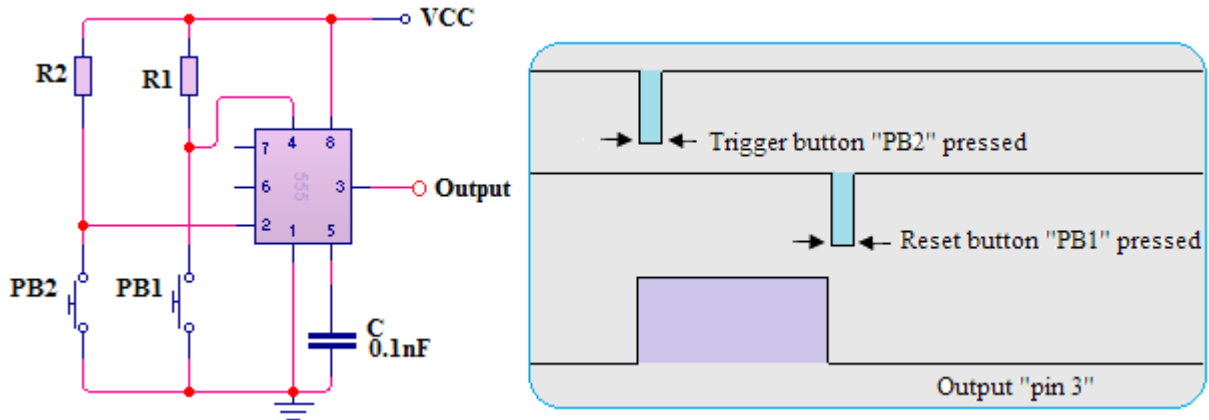 VCC
R2
R1
7
4
8
6
555
3
Output
2
1
5
PB2
PB1
C
0.1nF
Trigger button "PB2" pressed
Reset button "PB1" pressed
Output "pin 3"